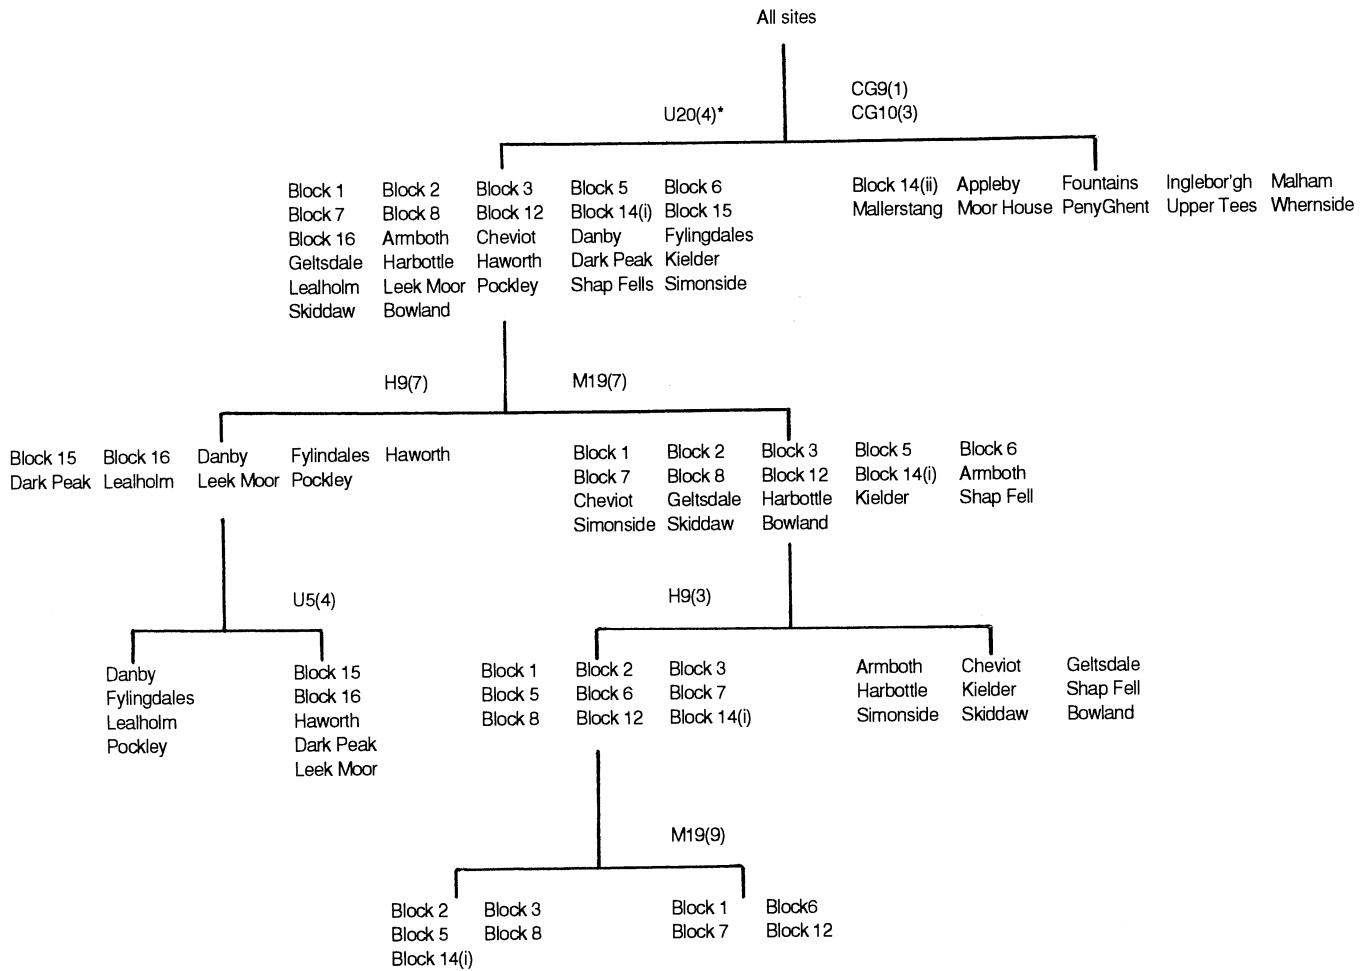 All sites
CG9(1)
U20(4)* CG10(3)
Block 1 Block 2 Block 3 Block 5 Block 6
Block 7 Block 8 Block 12 Block 14(i) Block 15
Block 16 Armboth Cheviot Danby Fylingdales
Geltsdale Harbottle Haworth Dark Peak Kielder
Lealholm Leek Moor Pockley Shap Fells Simonside
Skiddaw Bowland
Block 14(ii) Appleby Fountains Inglebor'gh Malham
Mallerstang Moor House PenyGhent Upper Tees Whernside
H9(7) M19(7)
Block 15 Block 16 Danby Fylindales Haworth
Dark Peak Lealholm Leek Moor Pockley
Block 1 Block 2 Block 3 Block 5 Block 6
Block 7 Block 8 Block 12 Block 14(i) Armboth
Cheviot Geltsdale Harbottle Kielder Shap Fell
Simonside Skiddaw Bowland
U5(4) H9(3)
Danby
Fylingdales
Lealholm
Pockley
Block 15
Block 16
Haworth
Dark Peak
Leek Moor
Block 1 Block 2 Block 3
Block 5 Block 6 Block 7
Block 8 Block 12 Block 14(i)
Armboth Cheviot Geltsdale
Harbottle Kielder Shap Fell
Simonside Skiddaw Bowland
M19(9)
Block 2 Block 3
Block 5 Block 8
Block 14(i)
Block 1 Block6
Block 7 Block 12